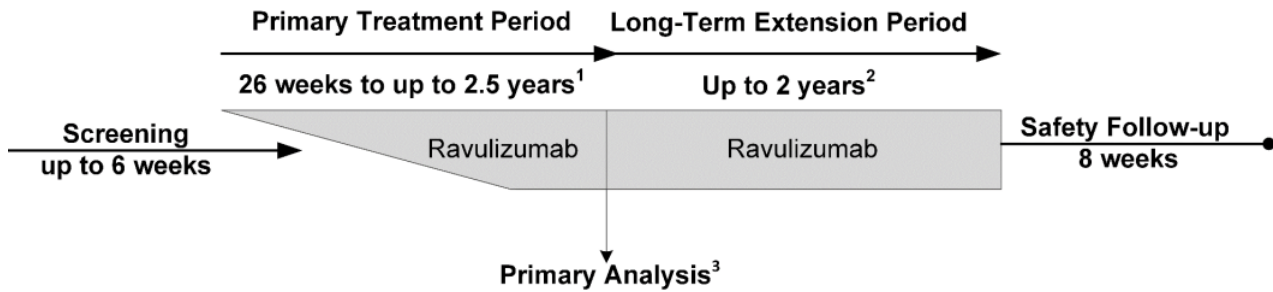 Primary Treatment Period
Long-Term Extension Period
26 weeks to up to 2.5 years¹
Up to 2 years²
Screening
up to 6 weeks
Ravulizumab
Ravulizumab
Safety Follow-up
8 weeks
Primary Analysis³